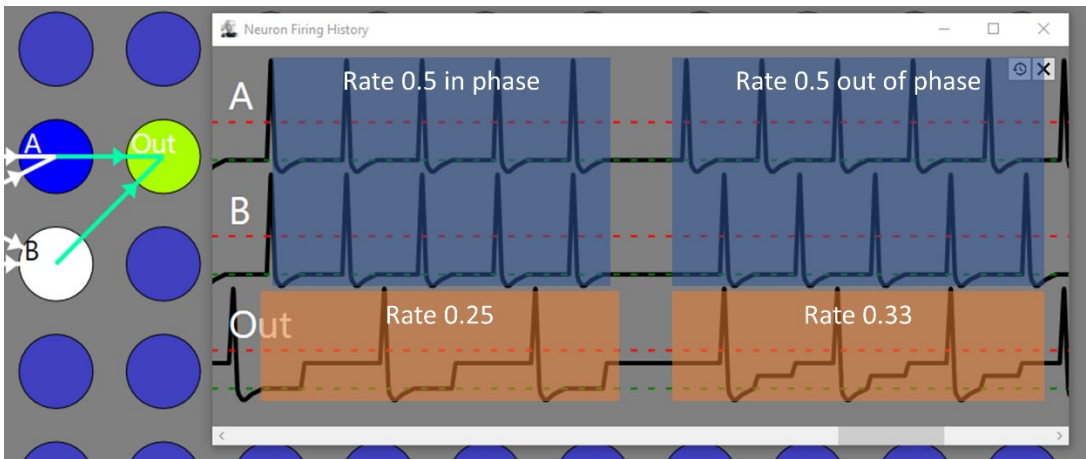 Neuron Firing History
A
Rate 0.5 in phase
Rate 0.5 out of phase
A
Out
B
B
Out
Rate 0.25
Rate 0.33